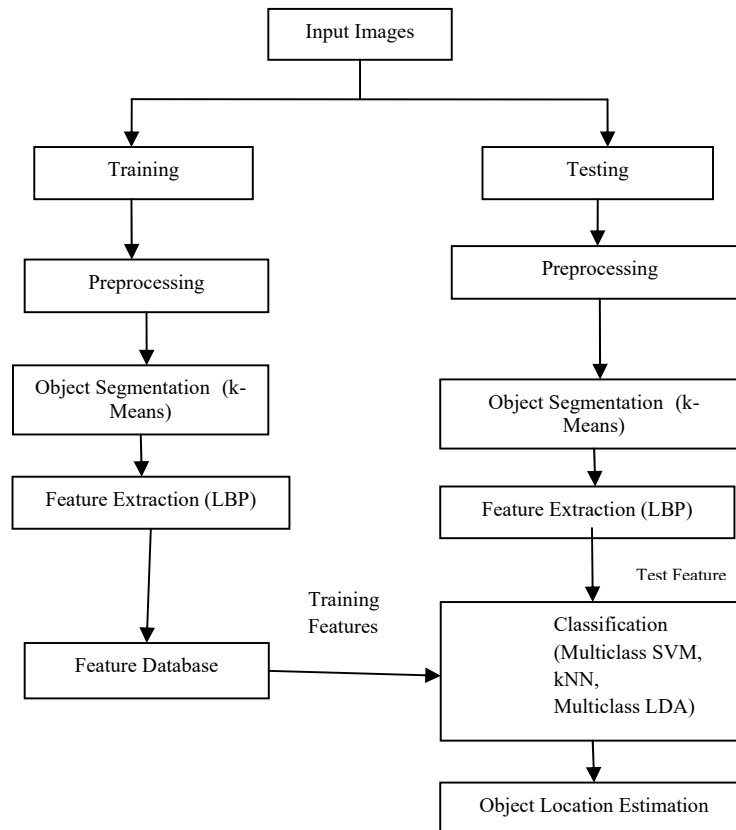 Input Images
Training
Testing
Preprocessing
Preprocessing
Object Segmentation (k-
Means)
Object Segmentation (k-
Means)
Feature Extraction (LBP)
Feature Extraction (LBP)
Test Feature
Training
Features
Classification
(Multiclass SVM,
kNN,
Multiclass LDA)
Feature Database
Object Location Estimation